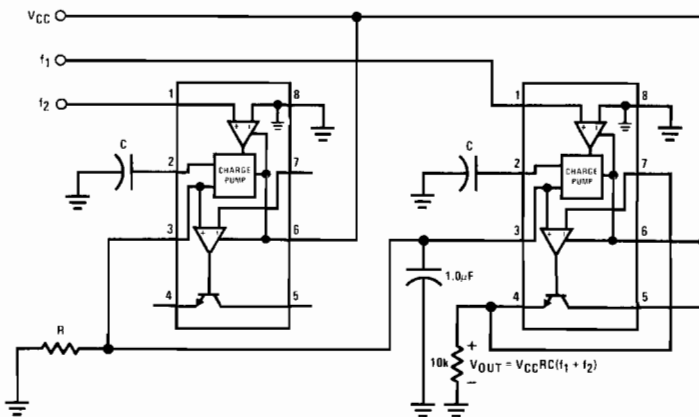 VCC
f1
f2
1
8
C
2
CHARGE PUMP
7
3
6
4
5
R
1.0μF
1
8
C
2
CHARGE PUMP
7
3
6
4
5
10k
+
VOUT = VCCRC(f1 + f2)
−